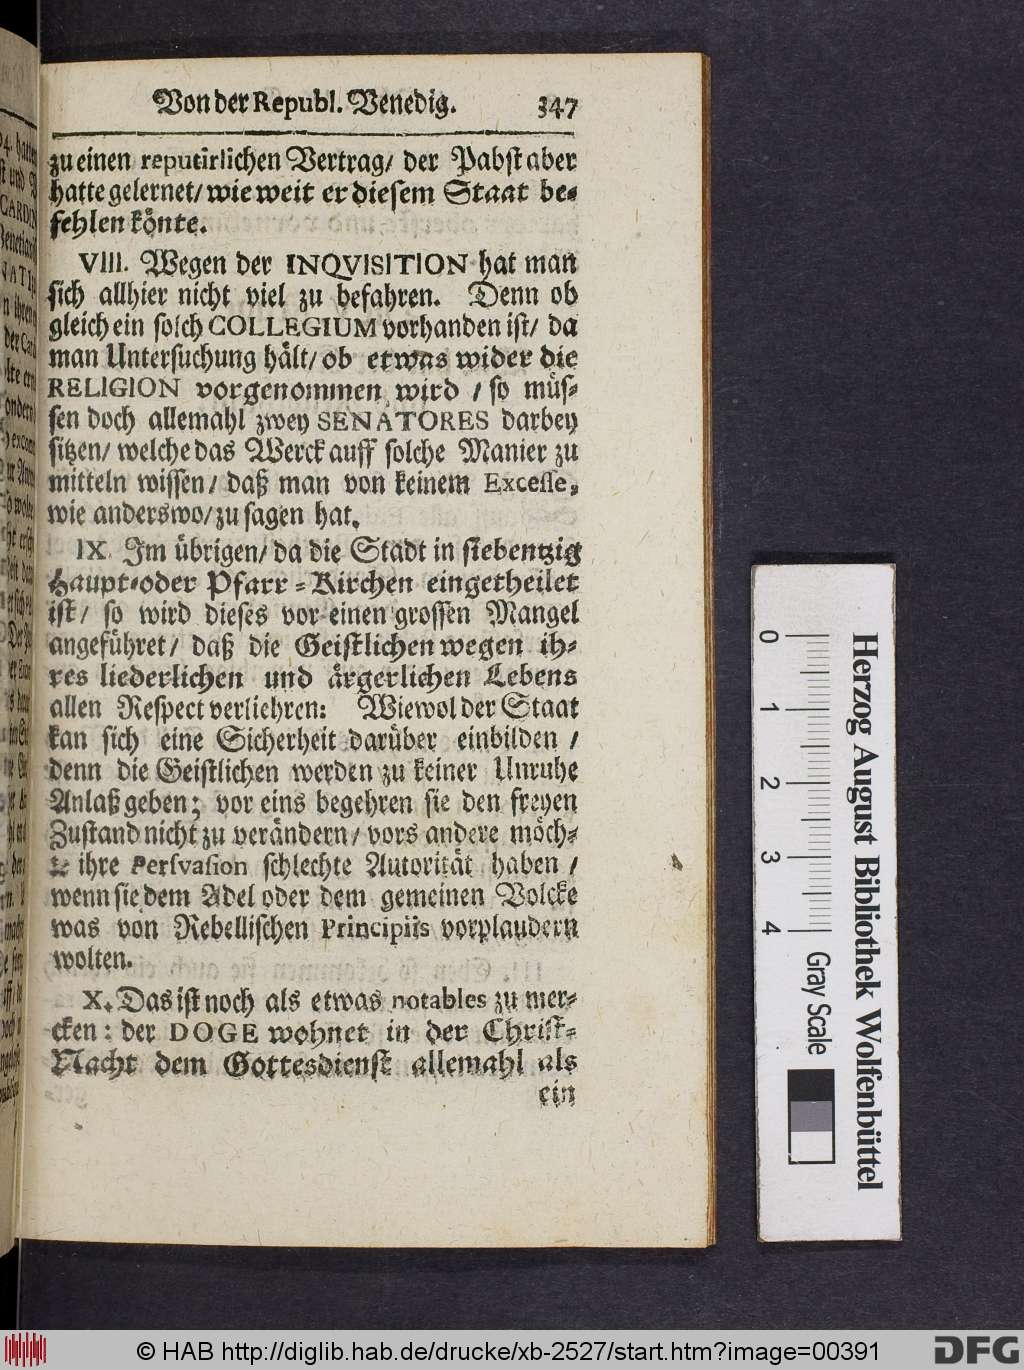 Von der Republ. Venedig. 347
zu einen reputirlichen Vertrag/ der Pabst aber
hatte gelernet/ wie weit er diesem Staat be-
fehlen könte.
VIII. Wegen der INQVISITION hat man
sich allhier nicht viel zu befahren. Denn ob
gleich ein solch COLLEGIUM vorhanden ist/ da
man Untersuchung hält/ ob etwas wider die
RELIGION vorgenommen wird / so müs-
sen doch allemahl zwey SENATORES darbey
sitzen/ welche das Werck auff solche Manier zu
mitteln wissen/ daß man von keinem Excesse,
wie anderswo/ zu sagen hat.
IX. Im übrigen/ da die Stadt in siebentzig
Haupt-oder Pfarr-Kirchen eingetheilet
ist/ so wird dieses vor einen grossen Mangel
angeführet/ daß die Geistlichen wegen ih-
res liederlichen und ärgerlichen Lebens
allen Respect verliehren: Wiewol der Staat
kan sich eine Sicherheit darüber einbilden /
denn die Geistlichen werden zu keiner Unruhe
Anlaß geben; vor eins begehren sie den freyen
Zustand nicht zu verändern/ vors andere möch-
te ihre Persvasion schlechte Autorität haben /
wenn sie dem Adel oder dem gemeinen Volcke
was von Rebellischen Principiis vorplaudern
wolten.
X. Das ist noch als etwas notables zu mer-
cken: der DOGE wohnet in der Christ-
Nacht dem Gottesdienst allemahl als
ein
0 1 2 3 4 Gray Scale
Herzog August Bibliothek Wolfenbüttel
© HAB http://diglib.hab.de/drucke/xb-2527/start.htm?image=00391
DFG